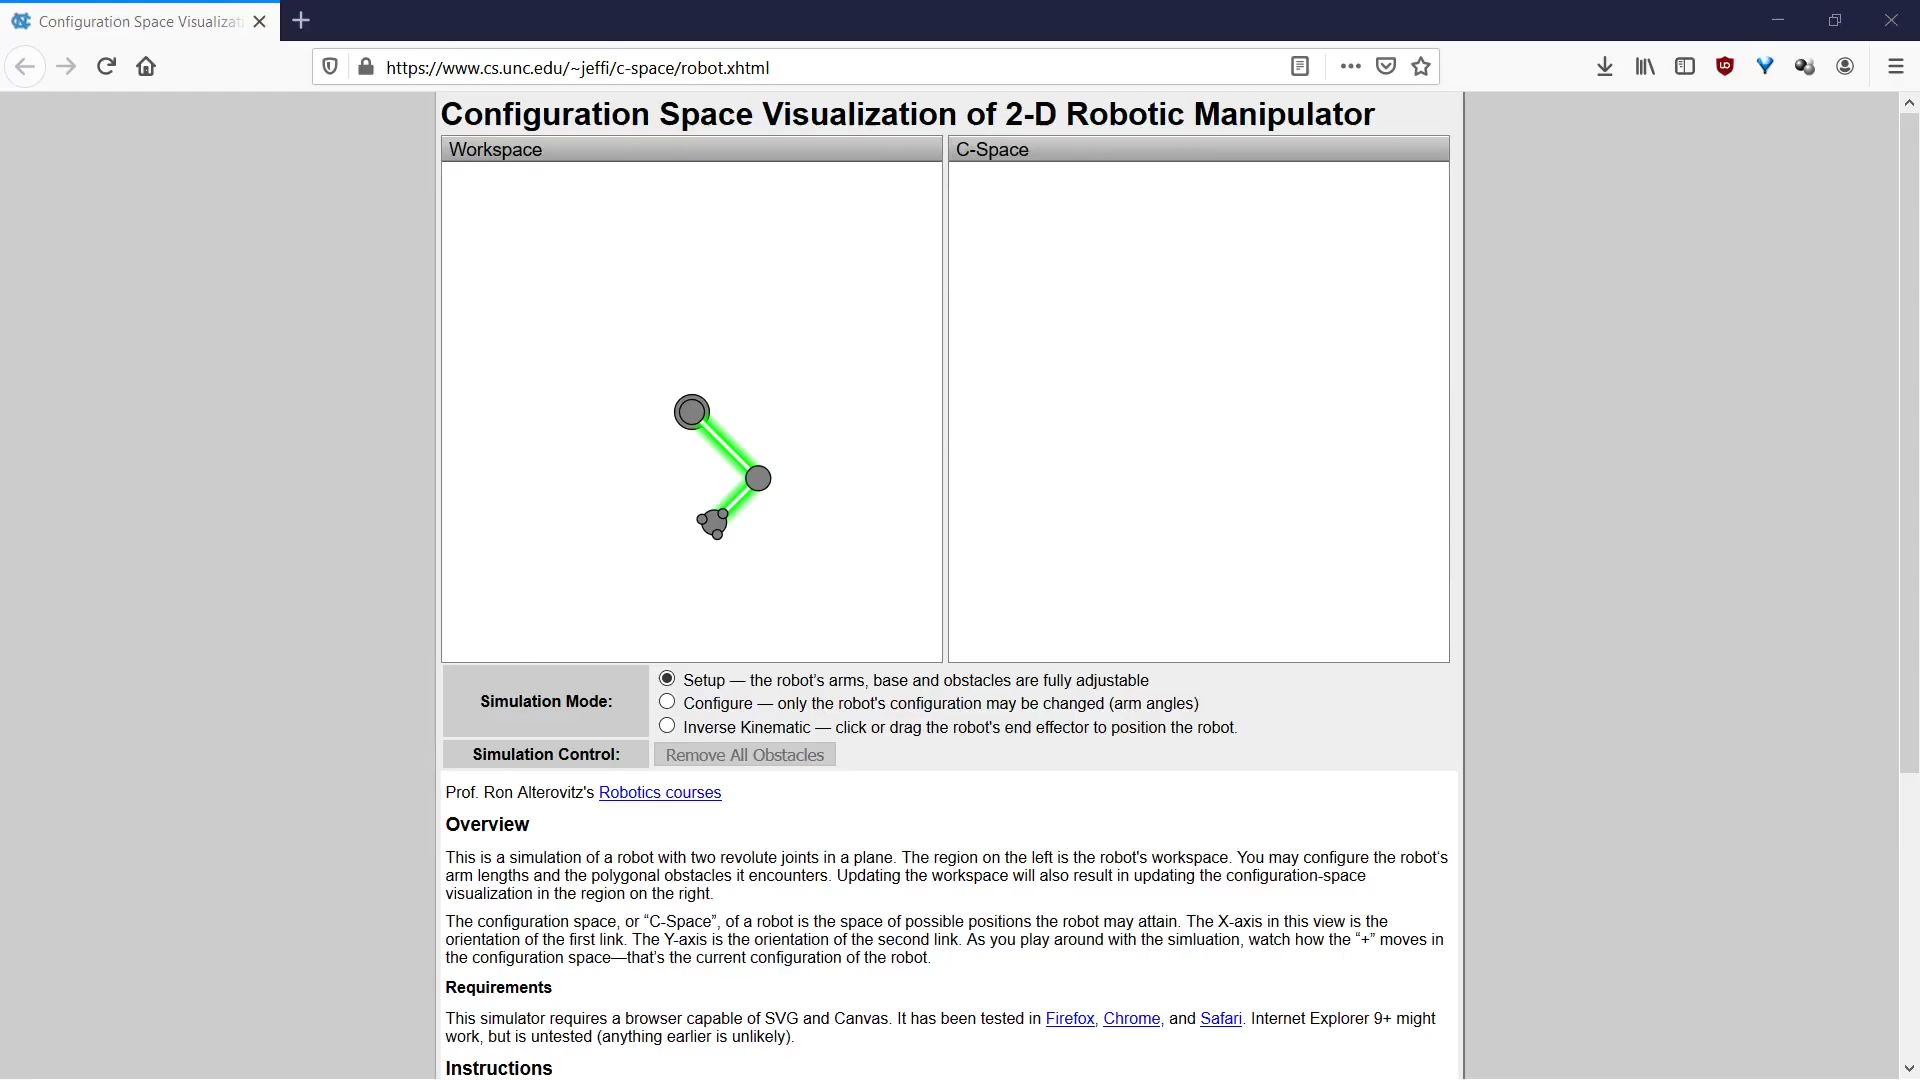 Configuration Space Visualizat
https://www.cs.unc.edu/~jeffi/c-space/robot.xhtml
Configuration Space Visualization of 2-D Robotic Manipulator
Workspace
C-Space
Simulation Mode:
Setup — the robot’s arms, base and obstacles are fully adjustable
Configure — only the robot's configuration may be changed (arm angles)
Inverse Kinematic — click or drag the robot's end effector to position the robot.
Simulation Control:
Remove All Obstacles
Prof. Ron Alterovitz's Robotics courses
Overview
This is a simulation of a robot with two revolute joints in a plane. The region on the left is the robot's workspace. You may configure the robot‘s
arm lengths and the polygonal obstacles it encounters. Updating the workspace will also result in updating the configuration-space
visualization in the region on the right.
The configuration space, or “C-Space”, of a robot is the space of possible positions the robot may attain. The X-axis in this view is the
orientation of the first link. The Y-axis is the orientation of the second link. As you play around with the simluation, watch how the “+” moves in
the configuration space—that’s the current configuration of the robot.
Requirements
This simulator requires a browser capable of SVG and Canvas. It has been tested in Firefox, Chrome, and Safari. Internet Explorer 9+ might
work, but is untested (anything earlier is unlikely).
Instructions